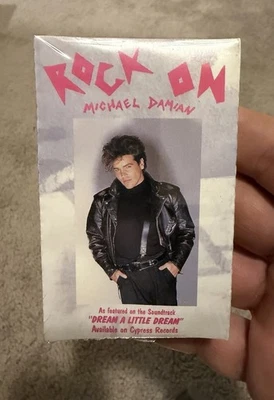 ROCK ON
MICHAEL DAMIAN
As featured on the Soundtrack
"DREAM A LITTLE DREAM"
Available on Cypress Records